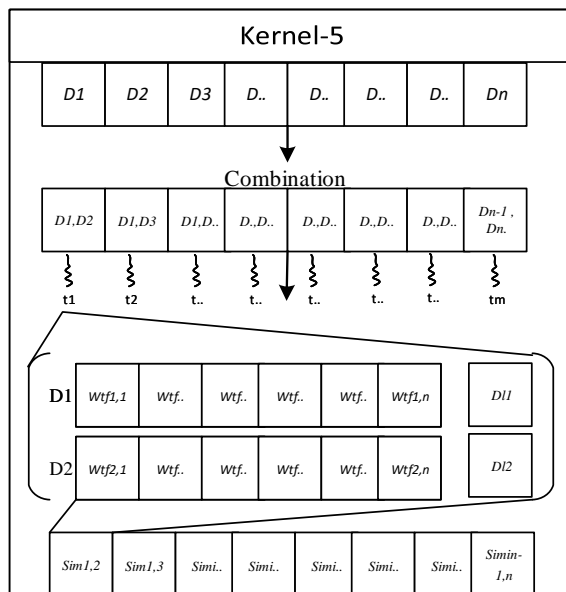 Kernel-5
D1 D2 D3 D.. D.. D.. D.. Dn
Combination
D1,D2 D1,D3 D1,D.. D.,D.. D.,D.. D.,D.. D.,D.. Dn-1 ,
Dn.
t1 t2 t.. t.. t.. t.. t.. tm
D1 Wtf1,1 Wtf.. Wtf.. Wtf.. Wtf.. Wtf1,n Dl1
D2 Wtf2,1 Wtf.. Wtf.. Wtf.. Wtf.. Wtf2,n Dl2
Sim1,2 Sim1,3 Simi.. Simi.. Simi.. Simi.. Simi.. Simin-
1,n